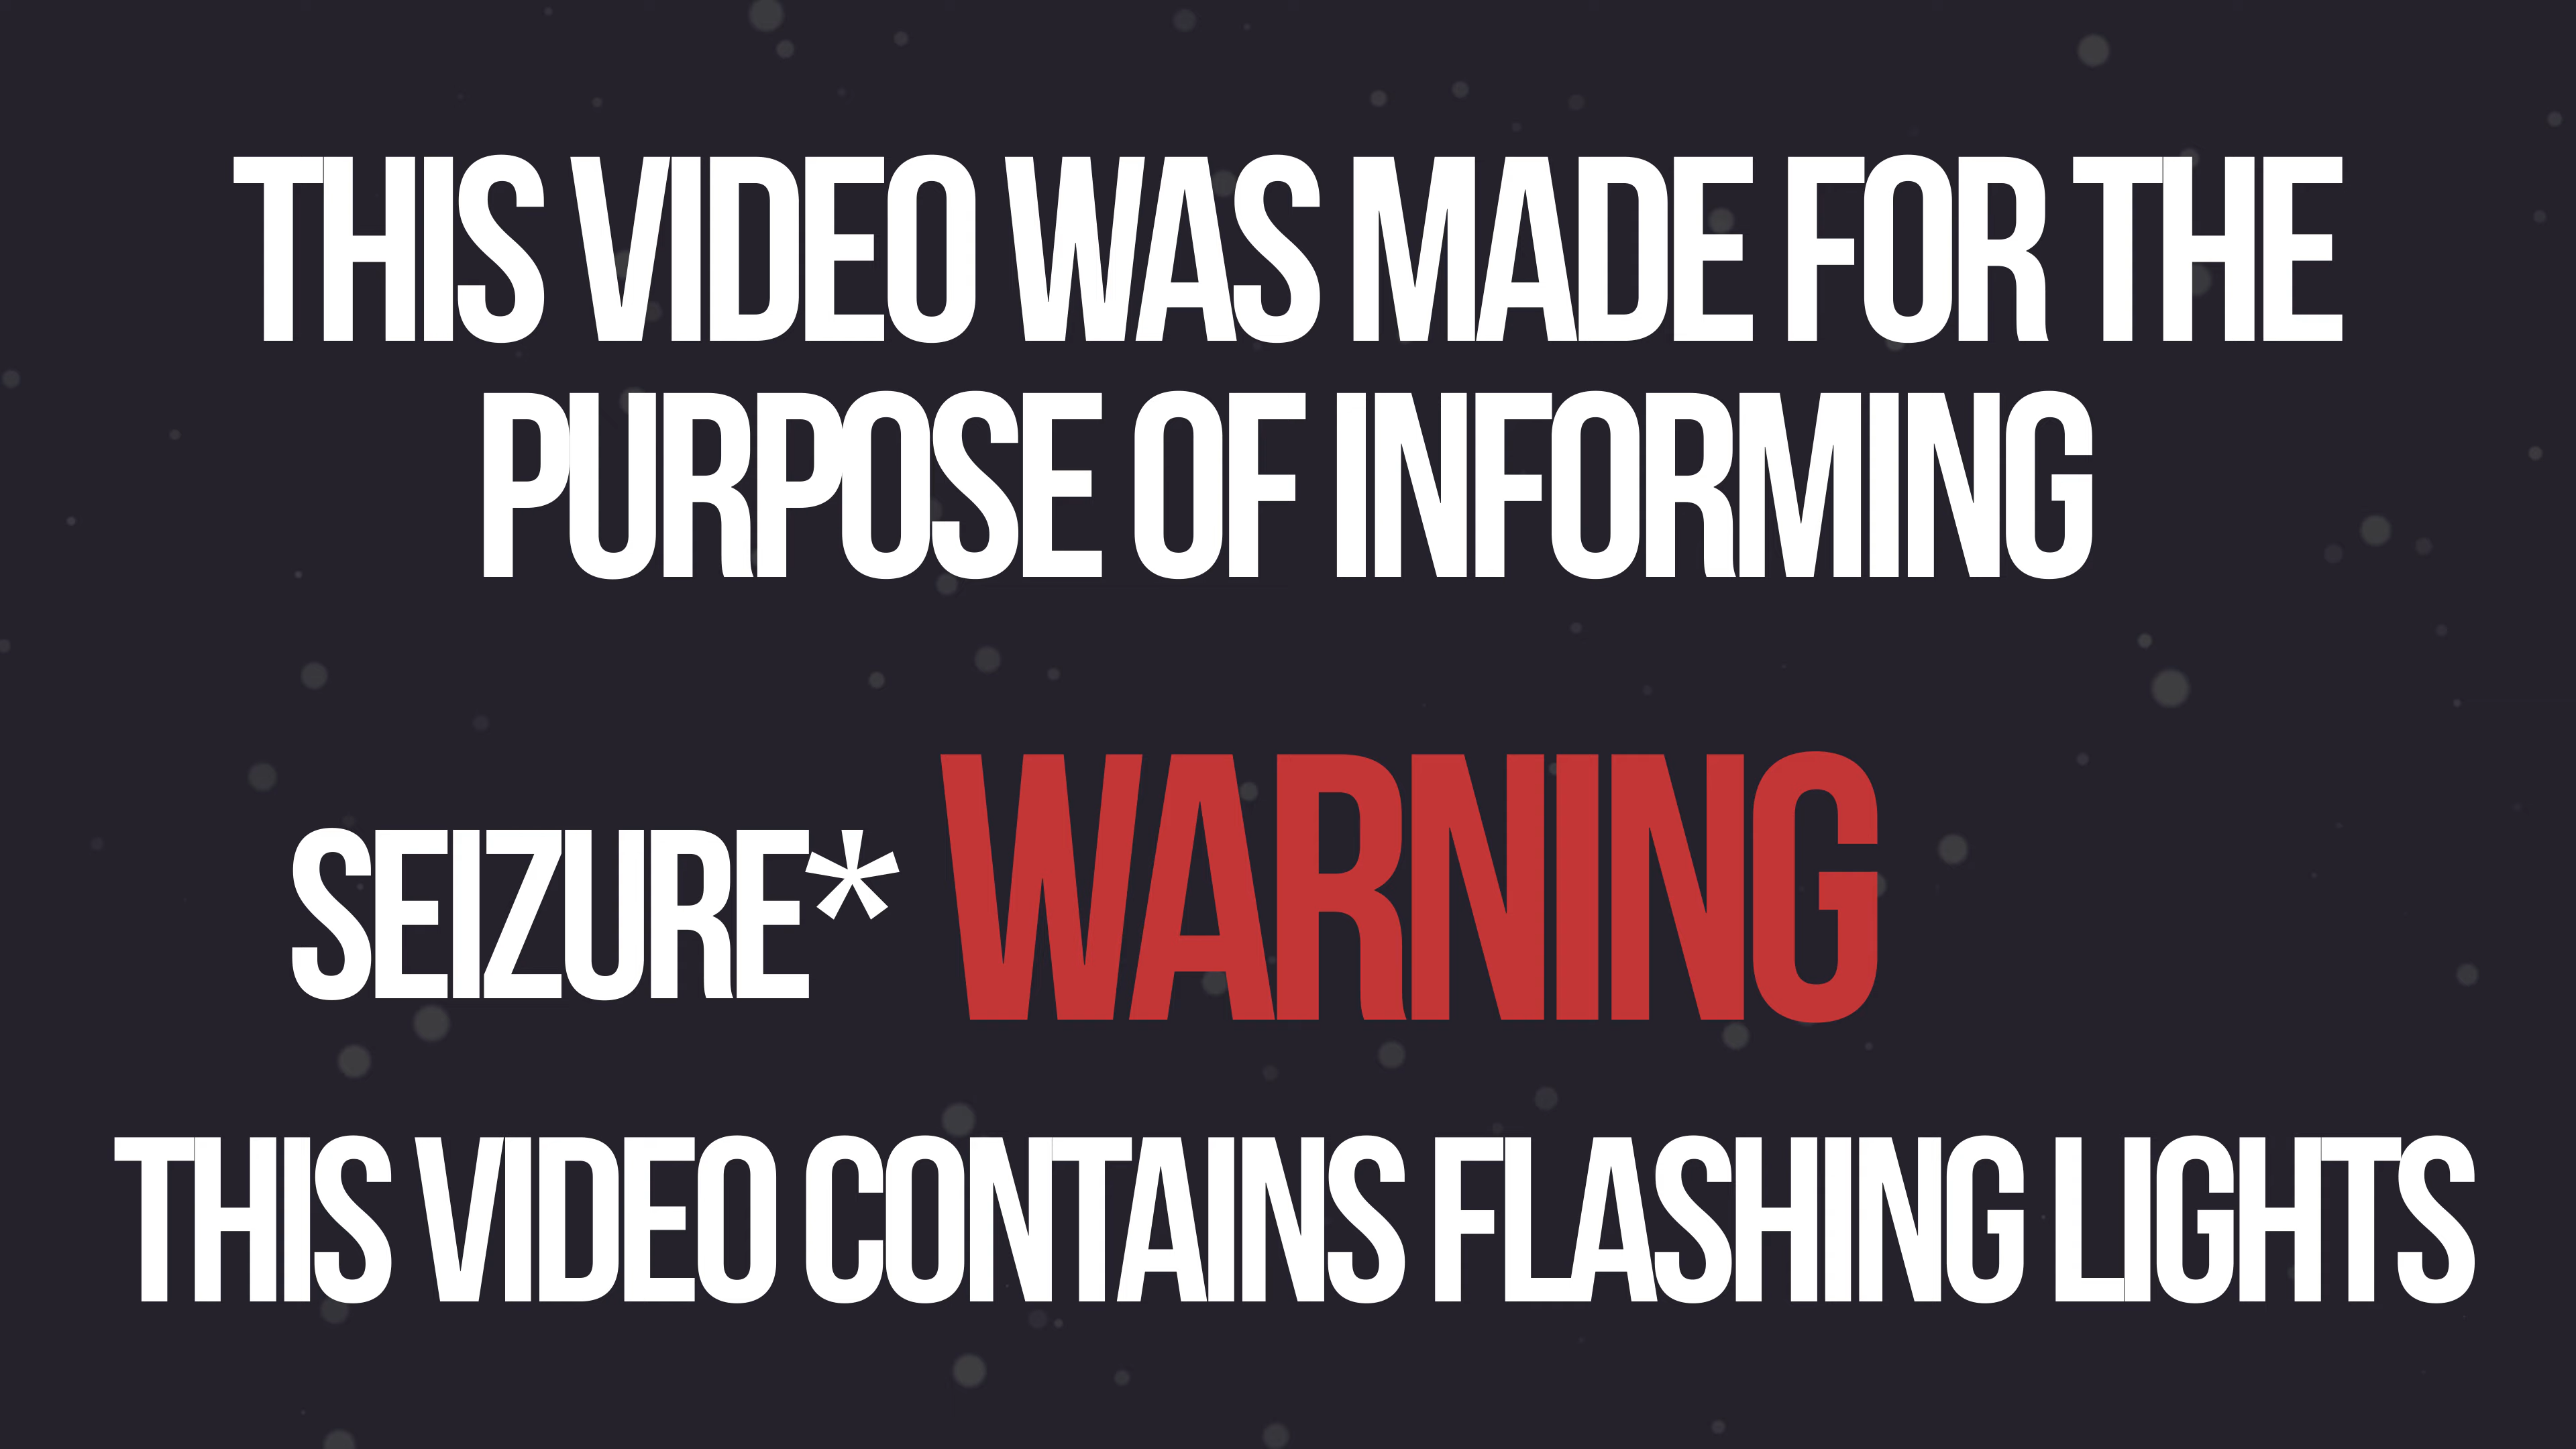 THIS VIDEO WAS MADE FOR THE
PURPOSE OF INFORMING
SEIZURE* WARNING
THIS VIDEO CONTAINS FLASHING LIGHTS